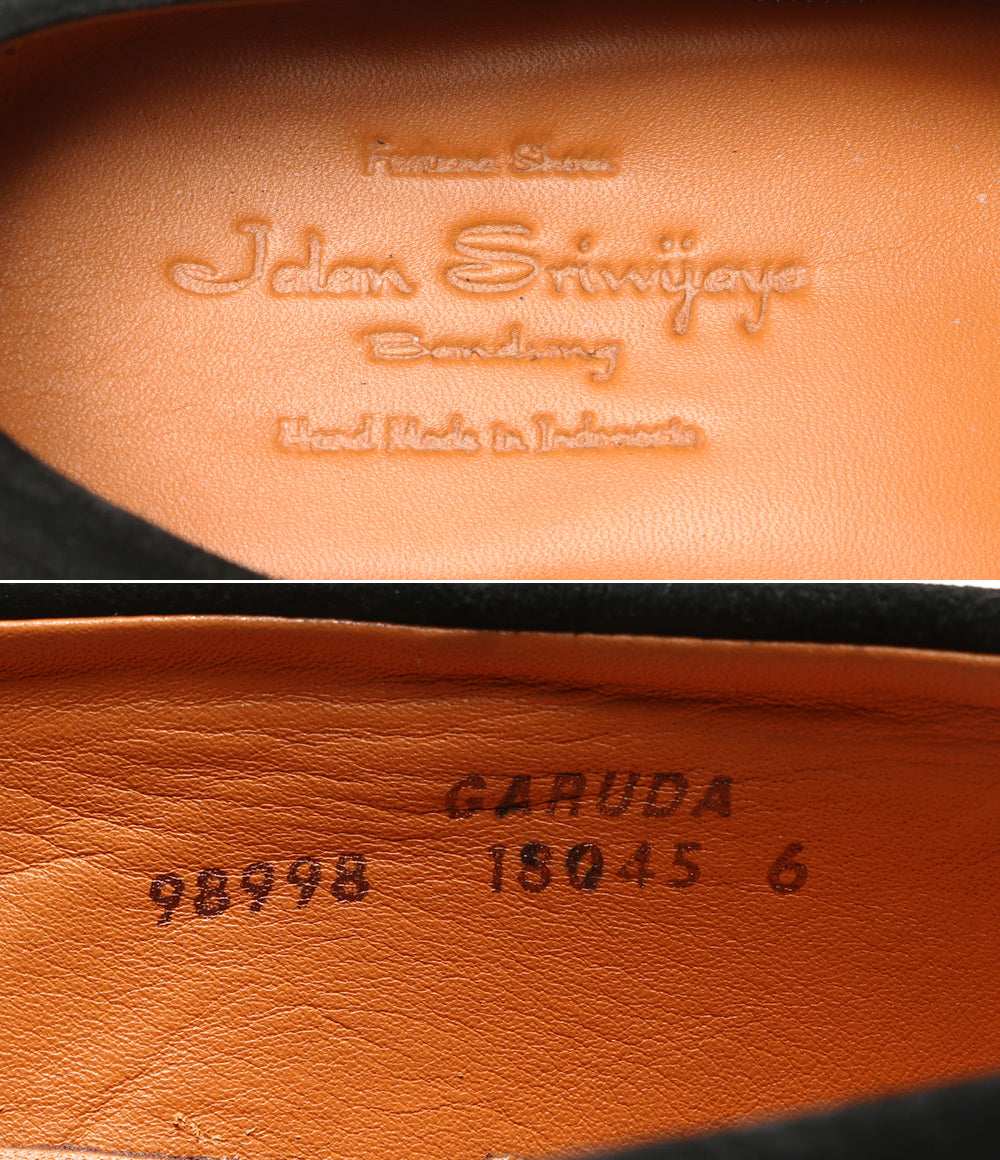 Fortuna Shoes
Jalan Sriwijaya
Bandung
Hand Made in Indonesia
GARUDA
98998 18045 6